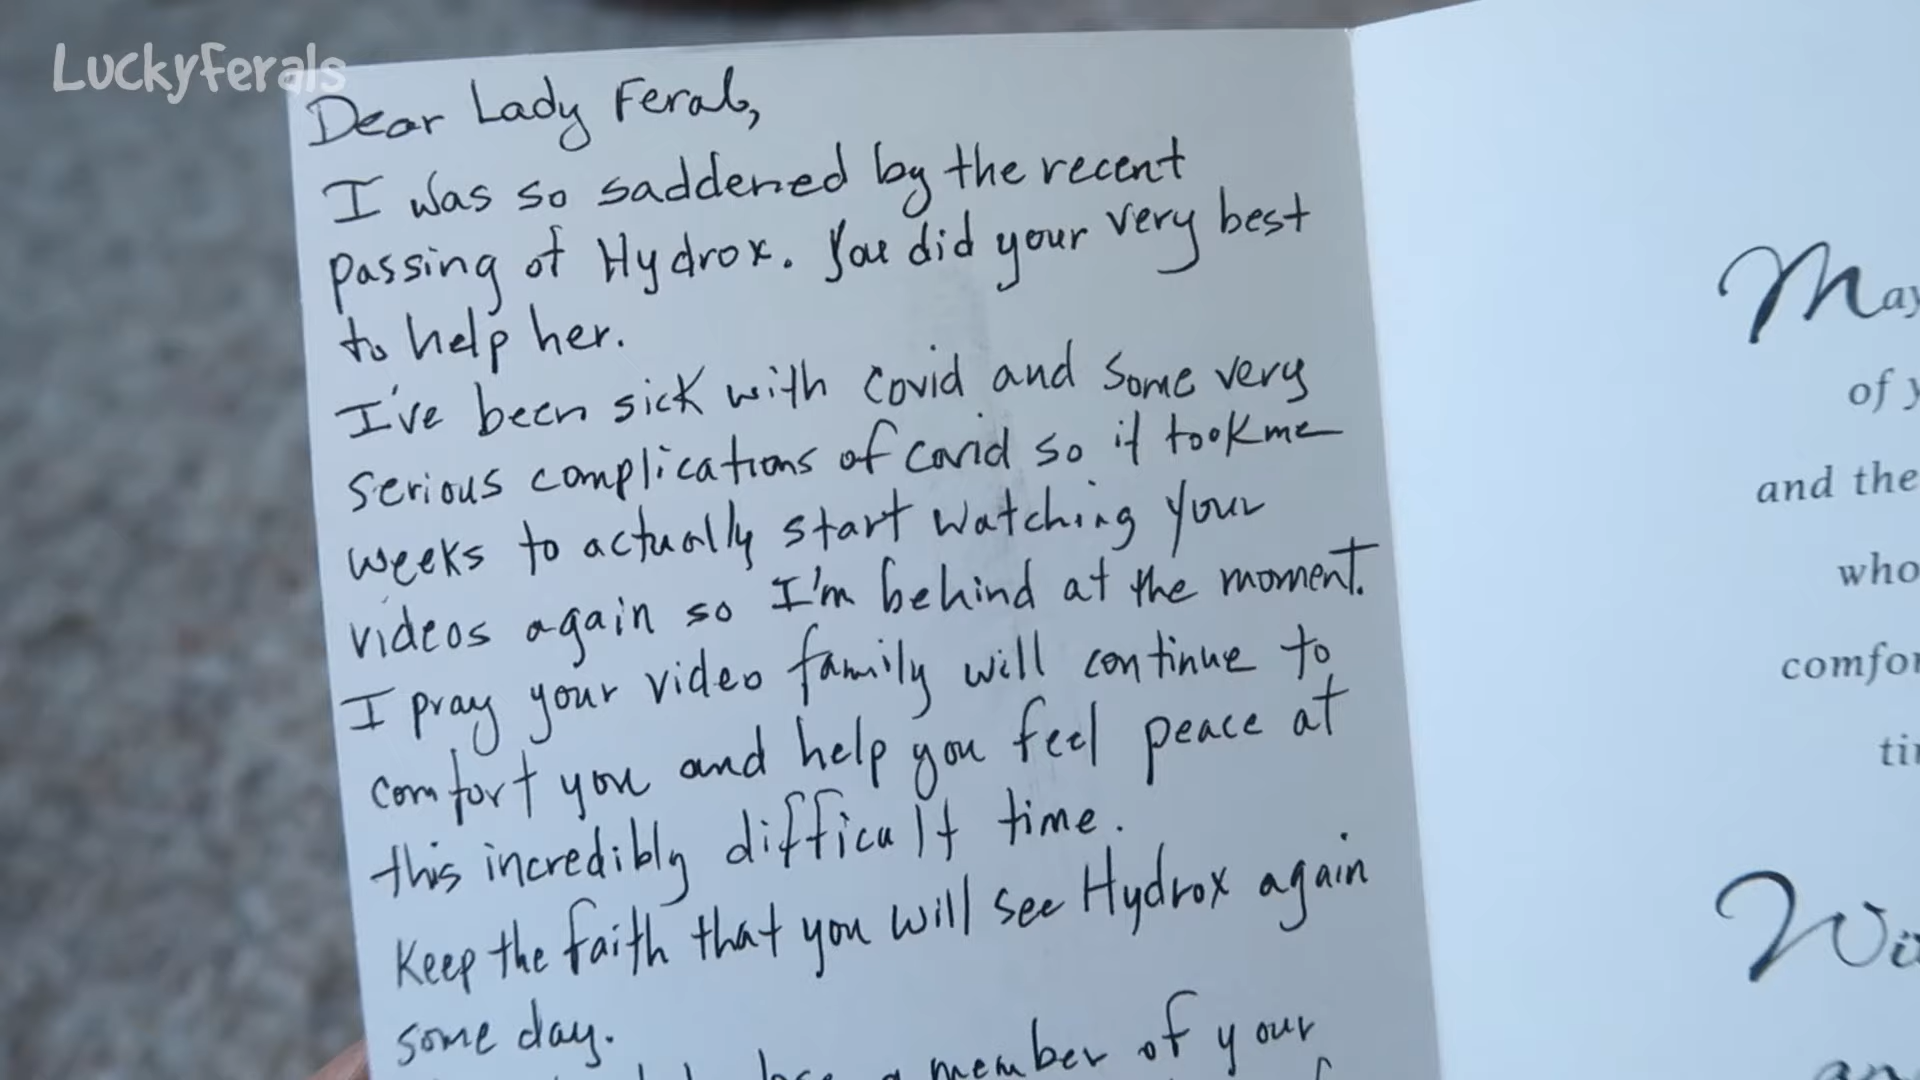 LuckyFerals
Dear Lady Feral,
I was so saddened by the recent
passing of Hydrox. You did your very best
to help her.
I've been sick with Covid and some very
serious complications of covid so it took me
weeks to actually start watching your
videos again so I'm behind at the moment.
I pray your video family will continue to
comfort you and help you feel peace at
this incredibly difficult time.
Keep the faith that you will see Hydrox again
some day.
member of your
May
of y
and the
who
comfor
tir
Wi
an